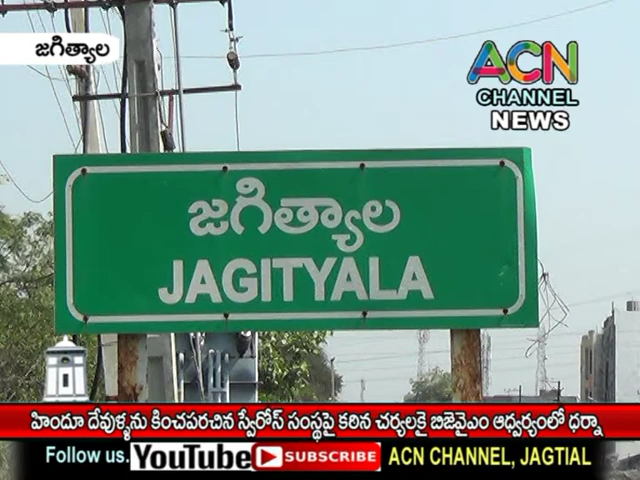 జగిత్యాల
ACN
CHANNEL
NEWS
జగిత్యాల
JAGITYALA
హిందూ దేవుళ్ళను కించపరచిన స్వేరోస్ సంస్థపై కఠిన చర్యలకై బిజెవైఎం ఆధ్వర్యంలో ధర్నా
Follow us. YouTube SUBSCRIBE ACN CHANNEL, JAGTIAL